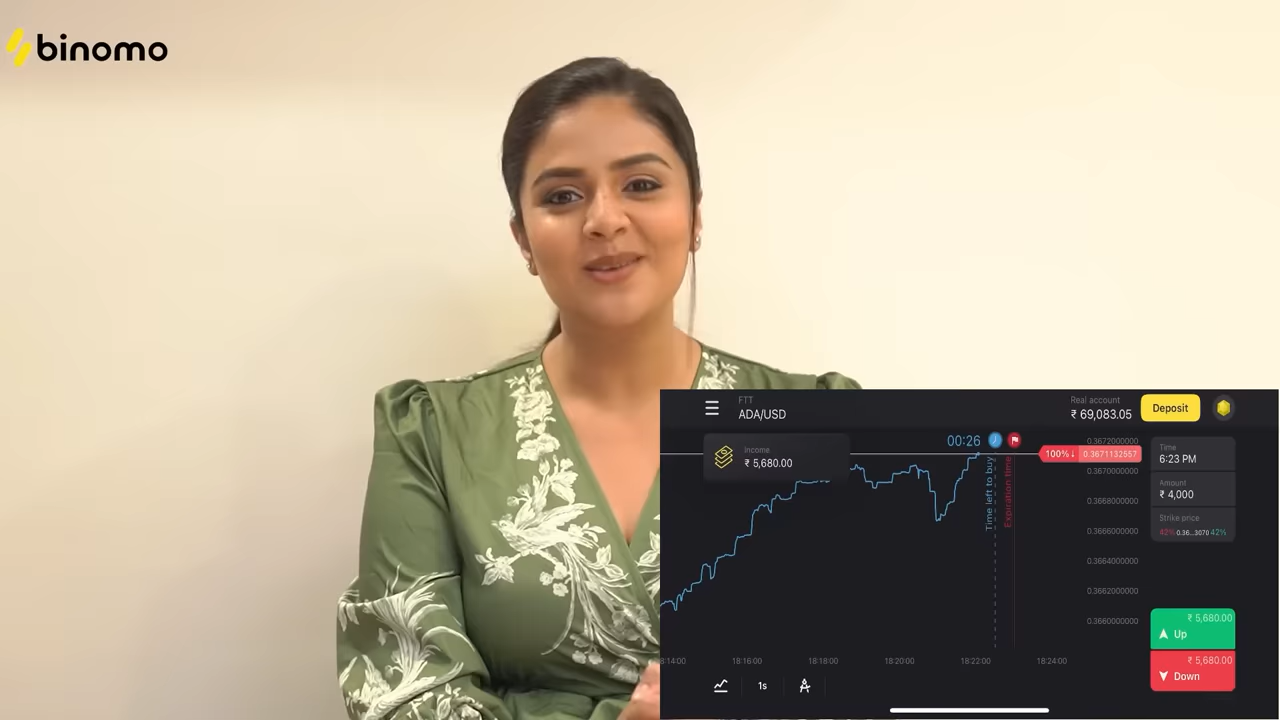 binomo
FTT
ADA/USD
Real account
₹ 69,083.05
Deposit
Income
₹ 5,680.00
00:26
Time left to buy
Expiration time
100%↓ 0.3671132557
0.3672000000
0.3670000000
0.3668000000
0.3666000000
0.3664000000
0.3662000000
0.3660000000
Time
6:23 PM
Amount
₹ 4,000
Strike price
42% 0.36...3070 42%
₹ 5,680.00
Up
₹ 5,680.00
Down
8:14:00 18:16:00 18:18:00 18:20:00 18:22:00 18:24:00
1s